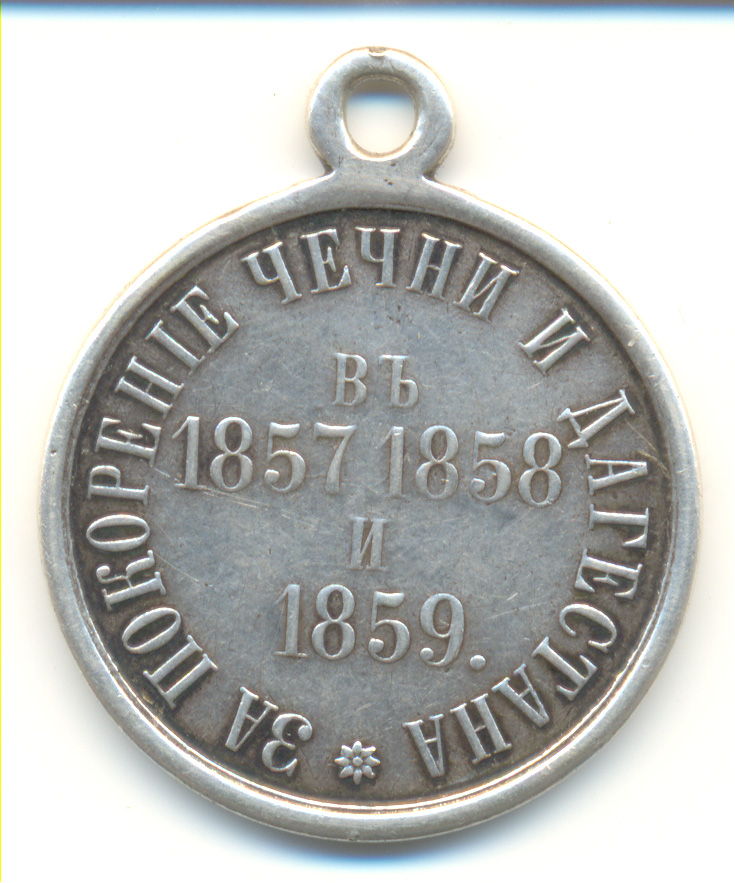 ЗА ПОКОРЕНІЕ ЧЕЧНИ И ДАГЕСТАНА
ВЪ
1857 1858
И
1859.